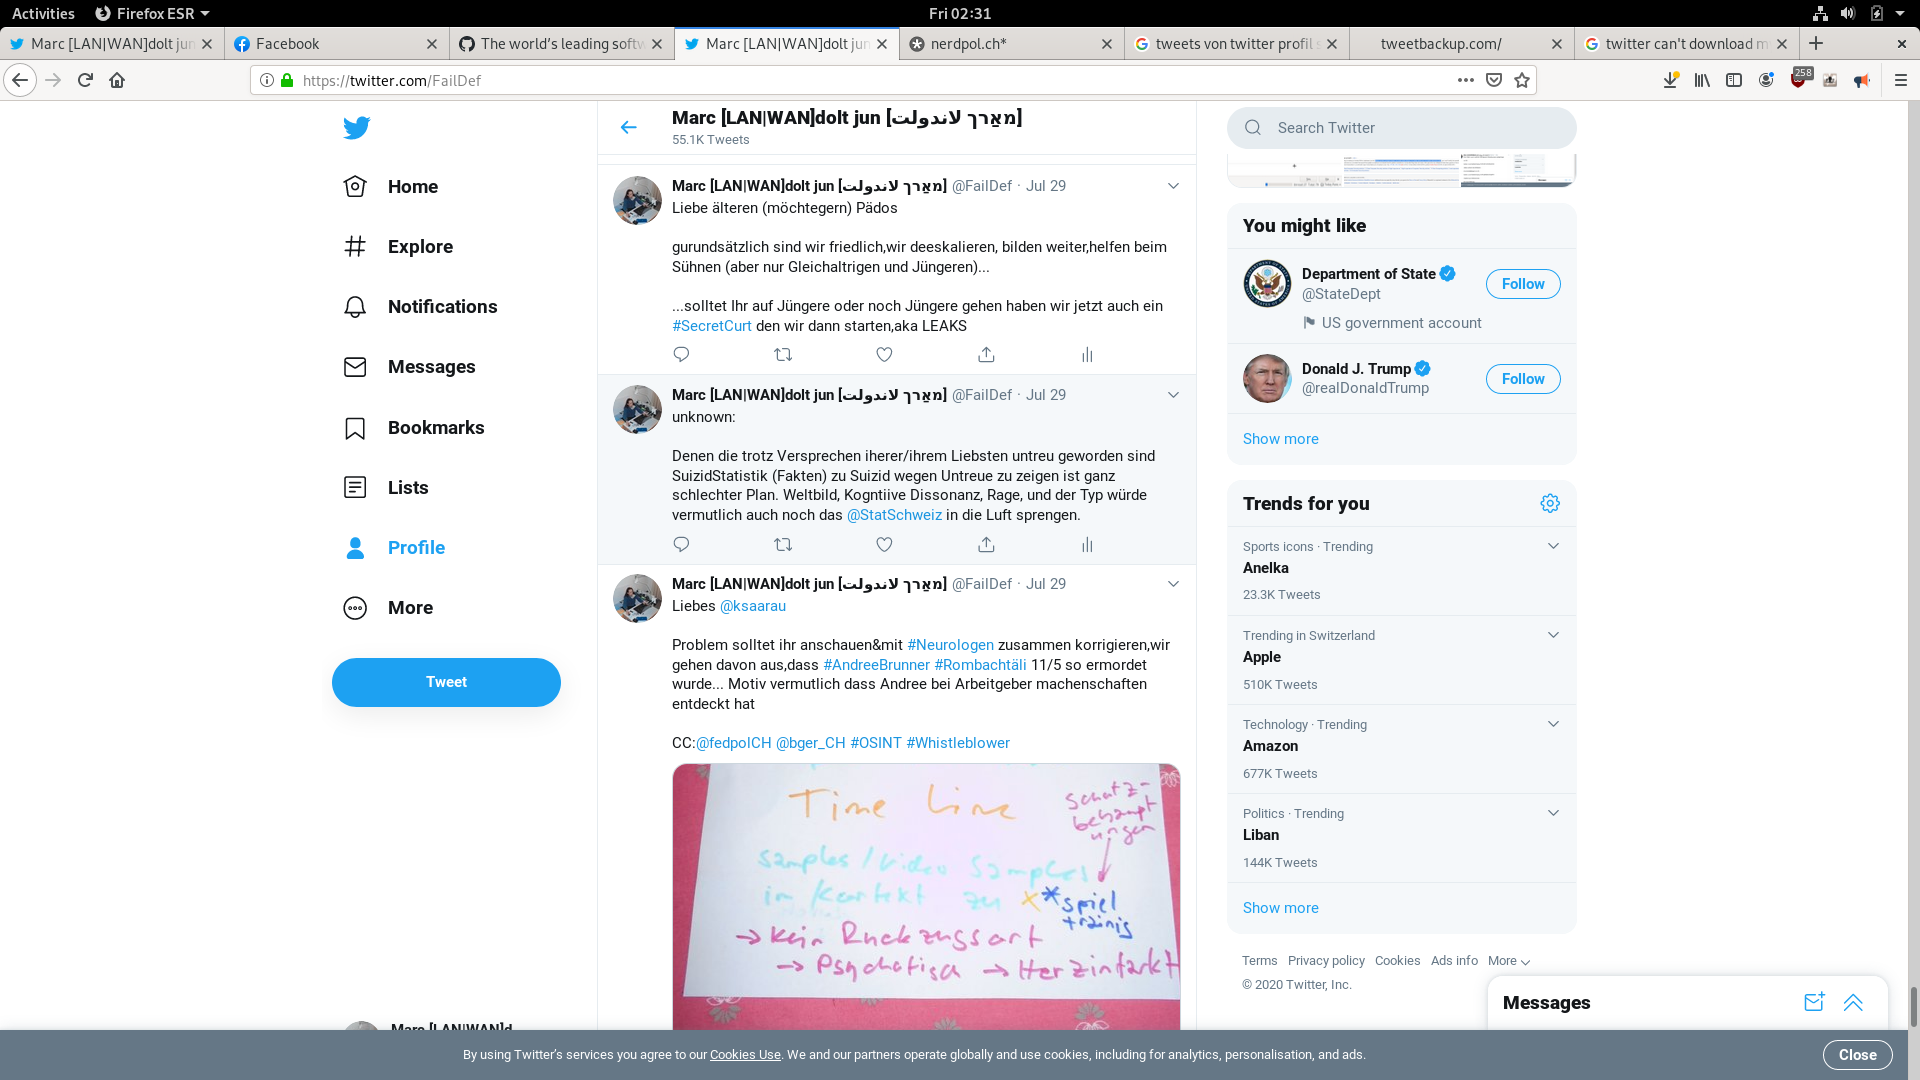 Activities
Firefox ESR
Fri 02:31
Marc [LAN|WAN]dolt jun
Facebook
The world's leading softw
Marc [LAN|WAN]dolt jun
nerdpol.ch*
tweets von twitter profil s
tweetbackup.com/
twitter can't download m
https://twitter.com/FailDef
258
Home
Explore
Notifications
Messages
Bookmarks
Lists
Profile
More
Tweet
Marc [LAN|WAN]d
Marc [LAN|WAN]dolt jun [מאַרך לאנדולת]
55.1K Tweets
Marc [LAN|WAN]dolt jun [מאַרך לאנדולת] @FailDef · Jul 29
Liebe älteren (möchtegern) Pädos
gurundsätzlich sind wir friedlich,wir deeskalieren, bilden weiter,helfen beim
Sühnen (aber nur Gleichaltrigen und Jüngeren)...
...solltet Ihr auf Jüngere oder noch Jüngere gehen haben wir jetzt auch ein
#SecretCurt den wir dann starten,aka LEAKS
Marc [LAN|WAN]dolt jun [מאַרך לאנדולת] @FailDef · Jul 29
unknown:
Denen die trotz Versprechen iherer/ihrem Liebsten untreu geworden sind
SuizidStatistik (Fakten) zu Suizid wegen Untreue zu zeigen ist ganz
schlechter Plan. Weltbild, Kogntiive Dissonanz, Rage, und der Typ würde
vermutlich auch noch das @StatSchweiz in die Luft sprengen.
Marc [LAN|WAN]dolt jun [מאַרך לאנדולת] @FailDef · Jul 29
Liebes @ksaarau
Problem solltet ihr anschauen&mit #Neurologen zusammen korrigieren,wir
gehen davon aus,dass #AndreeBrunner #Rombachtäli 11/5 so ermordet
wurde... Motiv vermutlich dass Andree bei Arbeitgeber machenschaften
entdeckt hat
CC:@fedpolCH @bger_CH #OSINT #Whistleblower
Time line
Schutz-
behaupt
ungen
samples / video samples
im Kontext zu
* spiel
trainis
→ kein Rückzugsort
→ Psychotisch → Herzinfarkt
Search Twitter
You might like
Department of State
@StateDept
US government account
Follow
Donald J. Trump
@realDonaldTrump
Follow
Show more
Trends for you
Sports icons · Trending
Anelka
23.3K Tweets
Trending in Switzerland
Apple
510K Tweets
Technology · Trending
Amazon
677K Tweets
Politics · Trending
Liban
144K Tweets
Show more
Terms Privacy policy Cookies Ads info More
© 2020 Twitter, Inc.
Messages
By using Twitter's services you agree to our Cookies Use. We and our partners operate globally and use cookies, including for analytics, personalisation, and ads.
Close